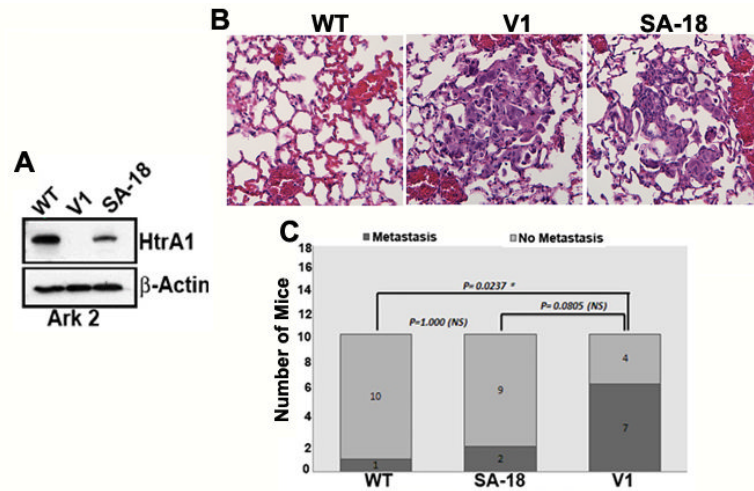 B
WT V1 SA-18
A
WT V1 SA-18
HtrA1
β-Actin
Ark 2
C
Metastasis No Metastasis
18
16
14
12
10
8
6
4
2
0
Number of Mice
P= 0.0237 *
P= 0.0805 (NS)
P=1.000 (NS)
10
1
9
2
4
7
WT SA-18 V1